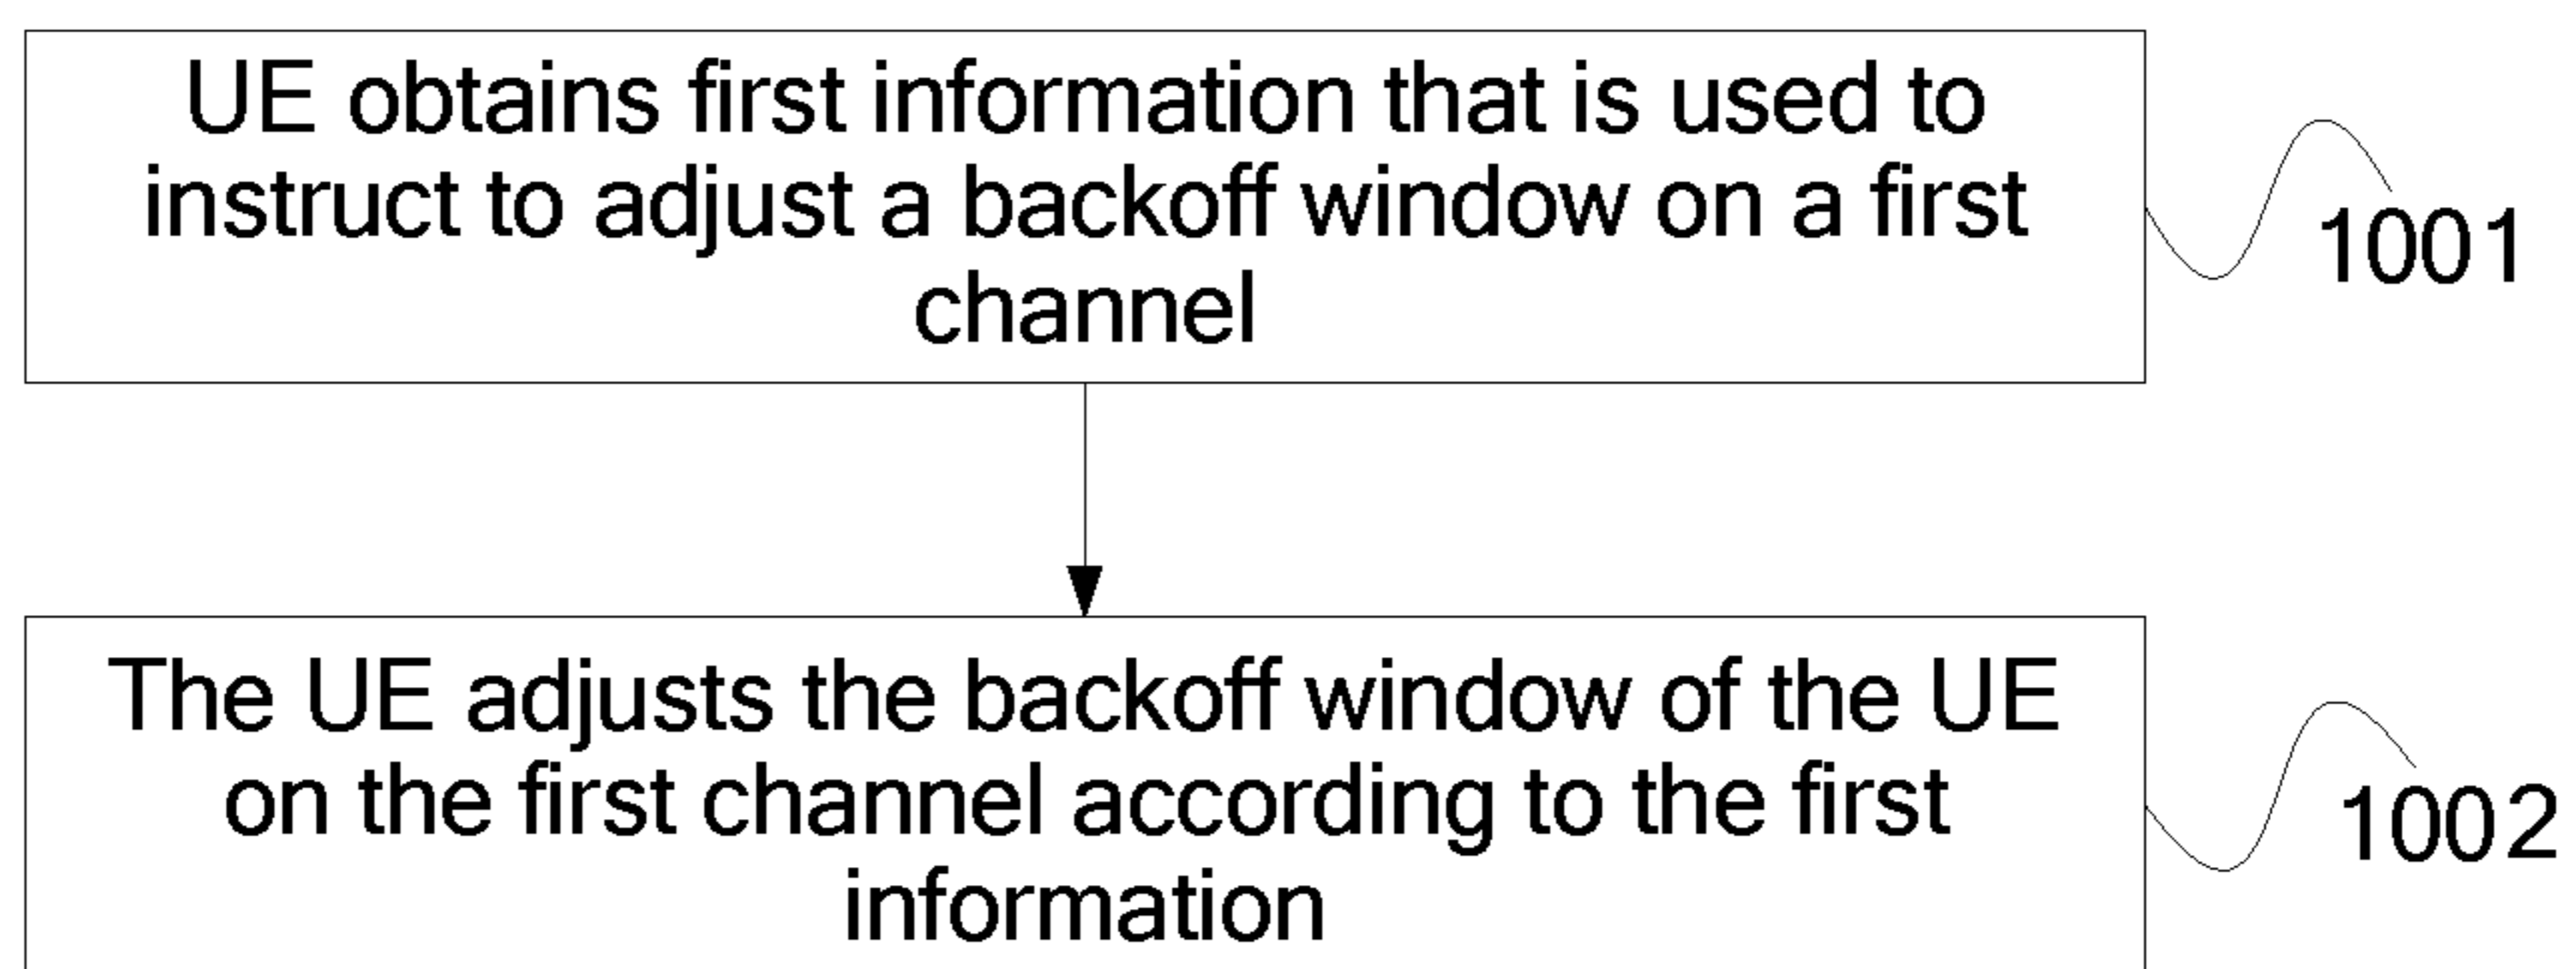 UE obtains first information that is used to
instruct to adjust a backoff window on a first
channel
1001
The UE adjusts the backoff window of the UE
on the first channel according to the first
information
1002